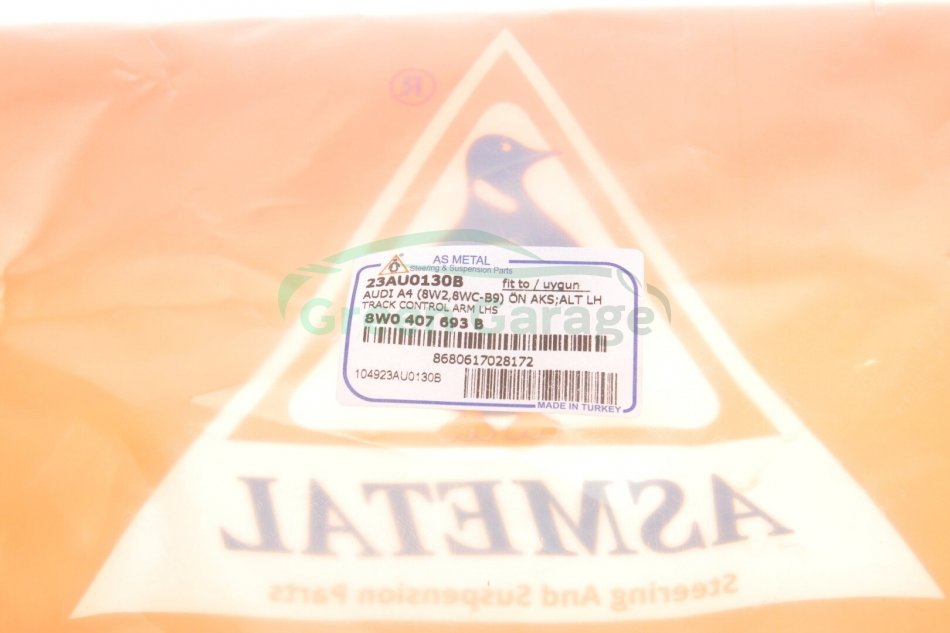 ®
AS METAL
Steering & Suspension Parts
23AU0130B fit to / uygun
AUDI A4 (8W2,8WC-B9) ÖN AKS;ALT LH
TRACK CONTROL ARM LHS
8W0 407 693 B
GreenGarage
8680617028172
104923AU0130B
MADE IN TURKEY
ASMETAL
Steering And Suspension Parts